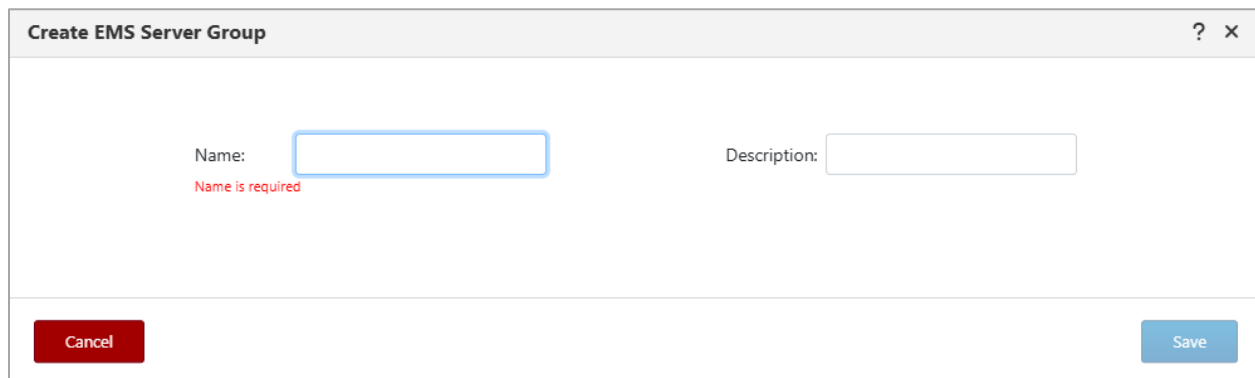 Create EMS Server Group ? ×
Name: Description:
Name is required
Cancel Save